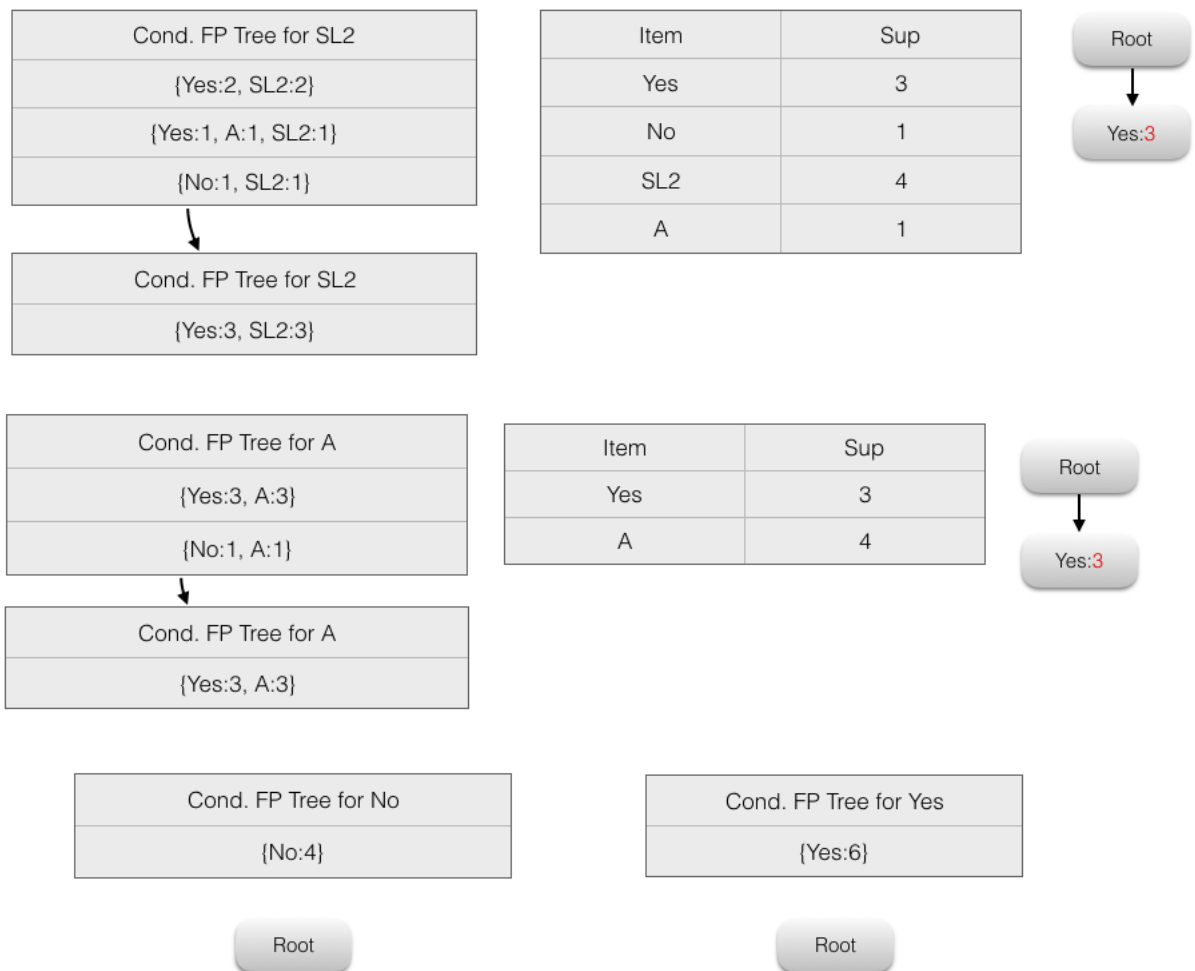 Cond. FP Tree for SL2
{Yes:2, SL2:2}
{Yes:1, A:1, SL2:1}
{No:1, SL2:1}
Cond. FP Tree for SL2
{Yes:3, SL2:3}
Item Sup
Yes 3
No 1
SL2 4
A 1
Root
Yes:3
Cond. FP Tree for A
{Yes:3, A:3}
{No:1, A:1}
Cond. FP Tree for A
{Yes:3, A:3}
Item Sup
Yes 3
A 4
Root
Yes:3
Cond. FP Tree for No
{No:4}
Root
Cond. FP Tree for Yes
{Yes:6}
Root